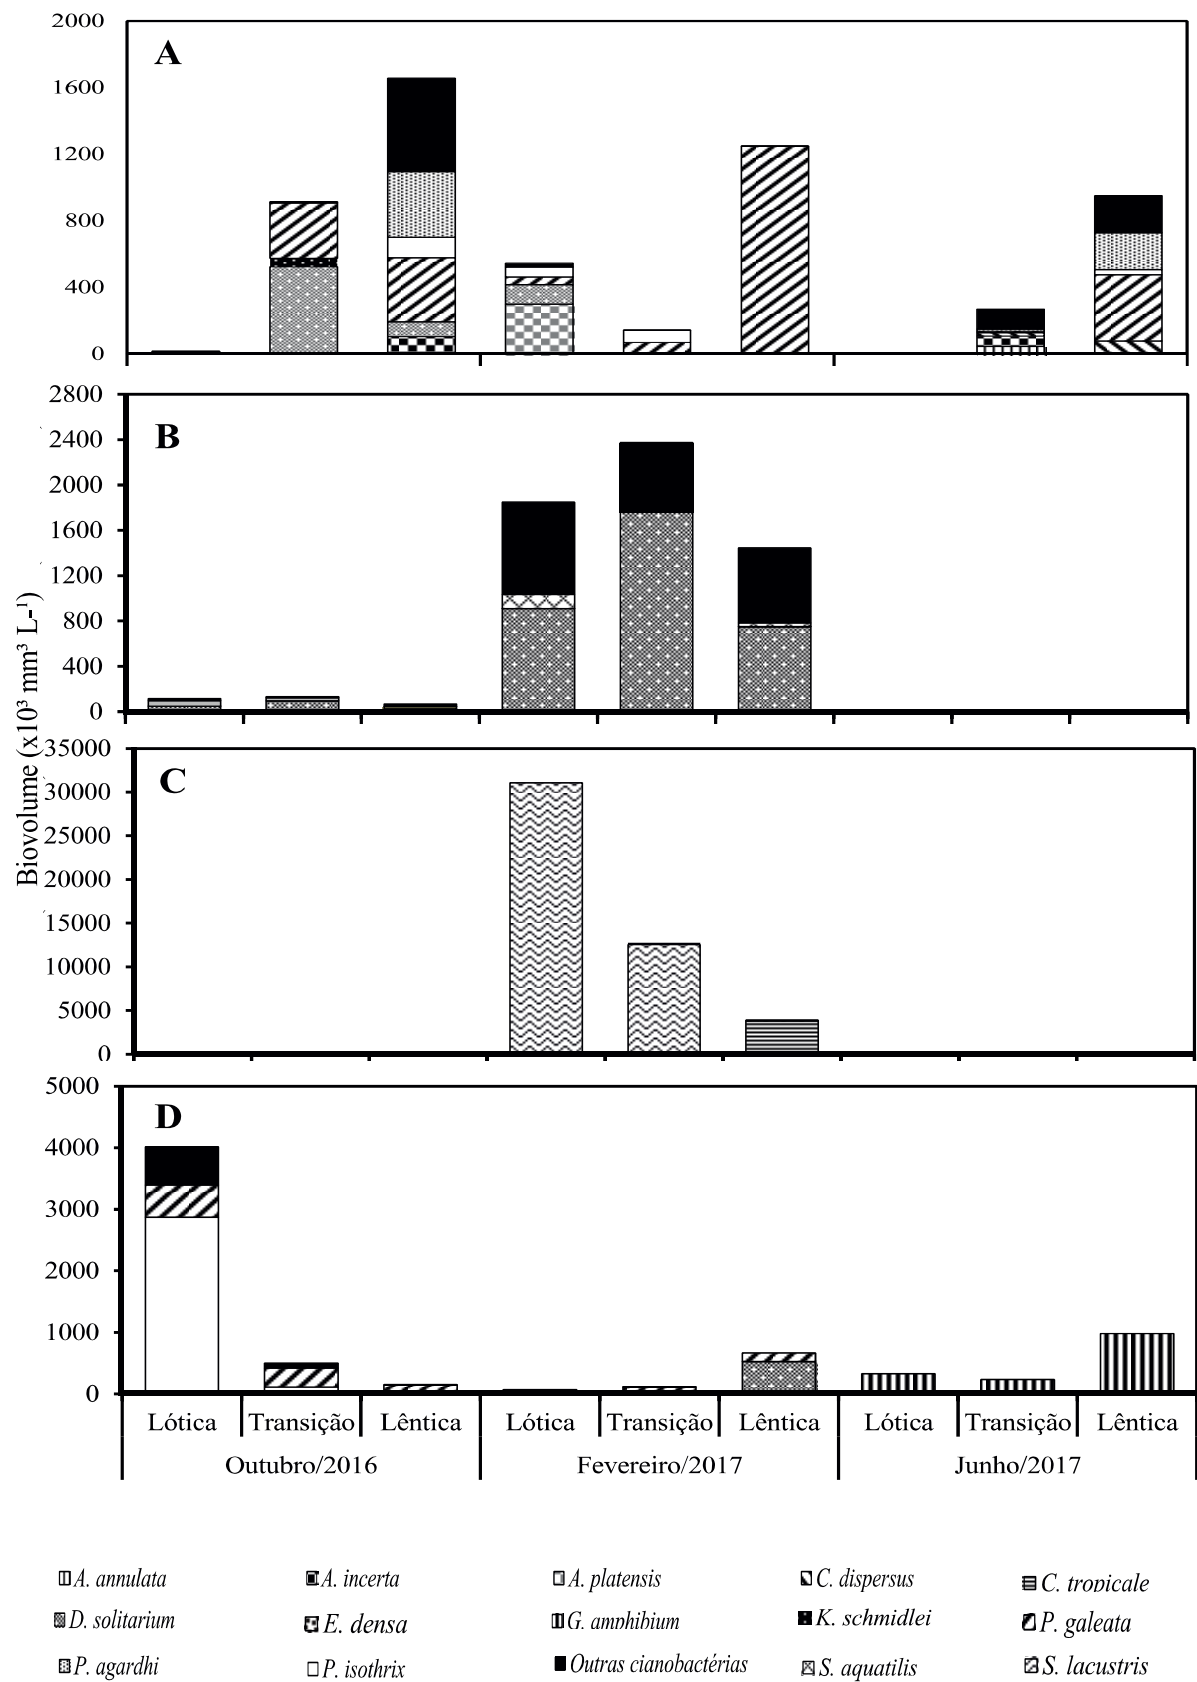 2000
A
1600
1200
800
400
0
2800
B
2400
2000
1600
1200
800
400
0
Biovolume (x10³ mm³ L-¹)
35000
C
30000
25000
20000
15000
10000
5000
0
5000
D
4000
3000
2000
1000
0
Lótica Transição Lêntica Lótica Transição Lêntica Lótica Transição Lêntica
Outubro/2016 Fevereiro/2017 Junho/2017
A. annulata A. incerta A. platensis C. dispersus C. tropicale
D. solitarium E. densa G. amphibium K. schmidlei P. galeata
P. agardhi P. isothrix Outras cianobactérias S. aquatilis S. lacustris